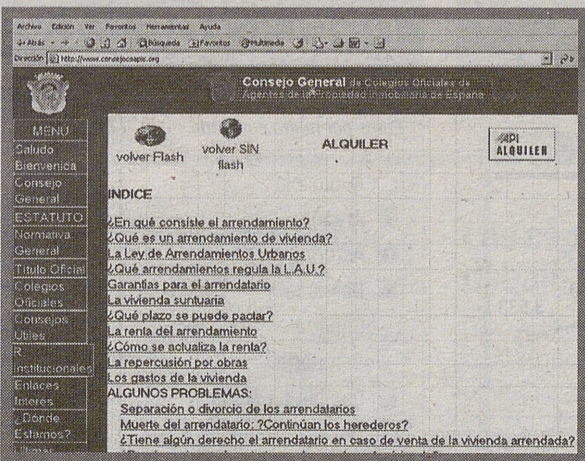 Archivo Edición Ver Favoritos Herramientas Ayuda
Atrás Búsqueda Favoritos Multimedia
Dirección http://www.consejocoapis.org
Consejo General de Colegios Oficiales de
Agentes de la Propiedad Inmobiliaria de España
MENU
Saludo
Bienvenida
Consejo
General
ESTATUTO
Normativa
General
Titulo Oficial
Colegios
Oficiales
Consejos
Utiles
R
Institucionales
Enlaces
Interes
¿Donde
Estamos?
volver Flash
volver SIN
flash
ALQUILER
API
ALQUILER
INDICE
¿En qué consiste el arrendamiento?
¿Qué es un arrendamiento de vivienda?
La Ley de Arrendamientos Urbanos
¿Qué arrendamientos regula la L.A.U.?
Garantías para el arrendatario
La vivienda suntuaria
¿Qué plazo se puede pactar?
La renta del arrendamiento
¿Cómo se actualiza la renta?
La repercusión por obras
Los gastos de la vivienda
ALGUNOS PROBLEMAS:
Separación o divorcio de los arrendatarios
Muerte del arrendatario: ?Continúan los herederos?
¿Tiene algún derecho el arrendatario en caso de venta de la vivienda arrendada?